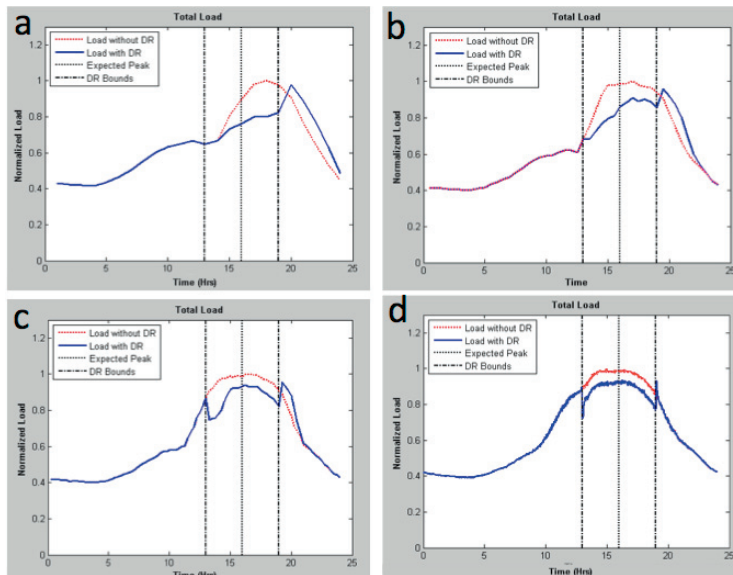 a
Total Load
Load without DR
Load with DR
Expected Peak
DR Bounds
Normalized Load
1.2
1
0.8
0.6
0.4
0.2
0
0
5
10
15
20
25
Time (Hrs)
b
Total Load
Load without DR
Load with DR
Expected Peak
DR Bounds
Normalized Load
1.2
1
0.8
0.6
0.4
0.2
0
0
5
10
15
20
25
Time
c
Total Load
Load without DR
Load with DR
Expected Peak
DR Bounds
Normalized Load
1.2
1
0.8
0.6
0.4
0.2
0
0
5
10
15
20
25
Time (Hrs)
d
Total Load
Load without DR
Load with DR
Expected Peak
DR Bounds
Normalized Load
1.2
1
0.8
0.6
0.4
0.2
0
0
5
10
15
20
25
Time (Hrs)